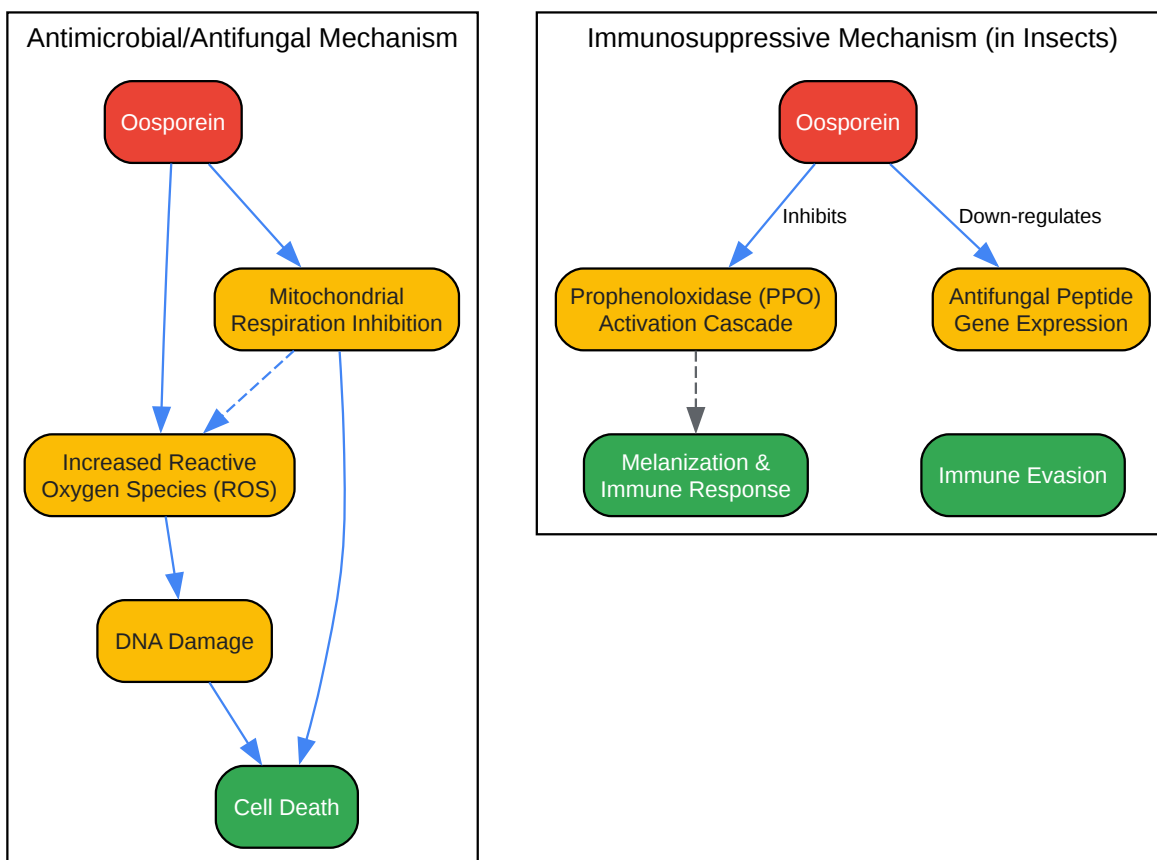 Antimicrobial/Antifungal Mechanism
Oosporein
Mitochondrial
Respiration Inhibition
Increased Reactive
Oxygen Species (ROS)
DNA Damage
Cell Death
Immunosuppressive Mechanism (in Insects)
Oosporein
Inhibits
Down-regulates
Prophenoloxidase (PPO)
Activation Cascade
Antifungal Peptide
Gene Expression
Melanization &
Immune Response
Immune Evasion